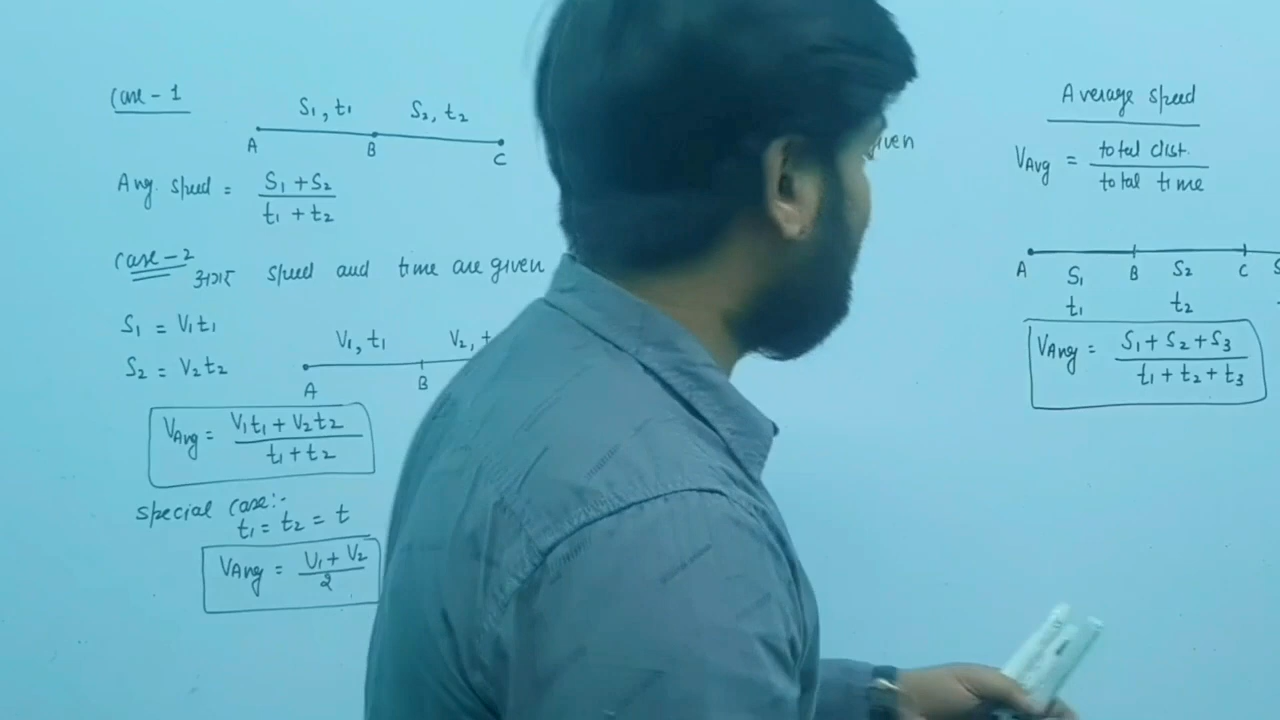 Case - 1
S1, t1 S2, t2
A B C
Avg. speed = (S1 + S2) / (t1 + t2)
Case - 2
अगर speed and time are given
S1 = V1t1
S2 = V2t2
V1, t1 V2, t
A B
VAvg = (V1t1 + V2t2) / (t1 + t2)
special case:-
t1 = t2 = t
VAvg = (V1 + V2) / 2
given
Average speed
VAvg = total dist. / total time
A B C
S1 S2 S
t1 t2
VAvg = (S1 + S2 + S3) / (t1 + t2 + t3)